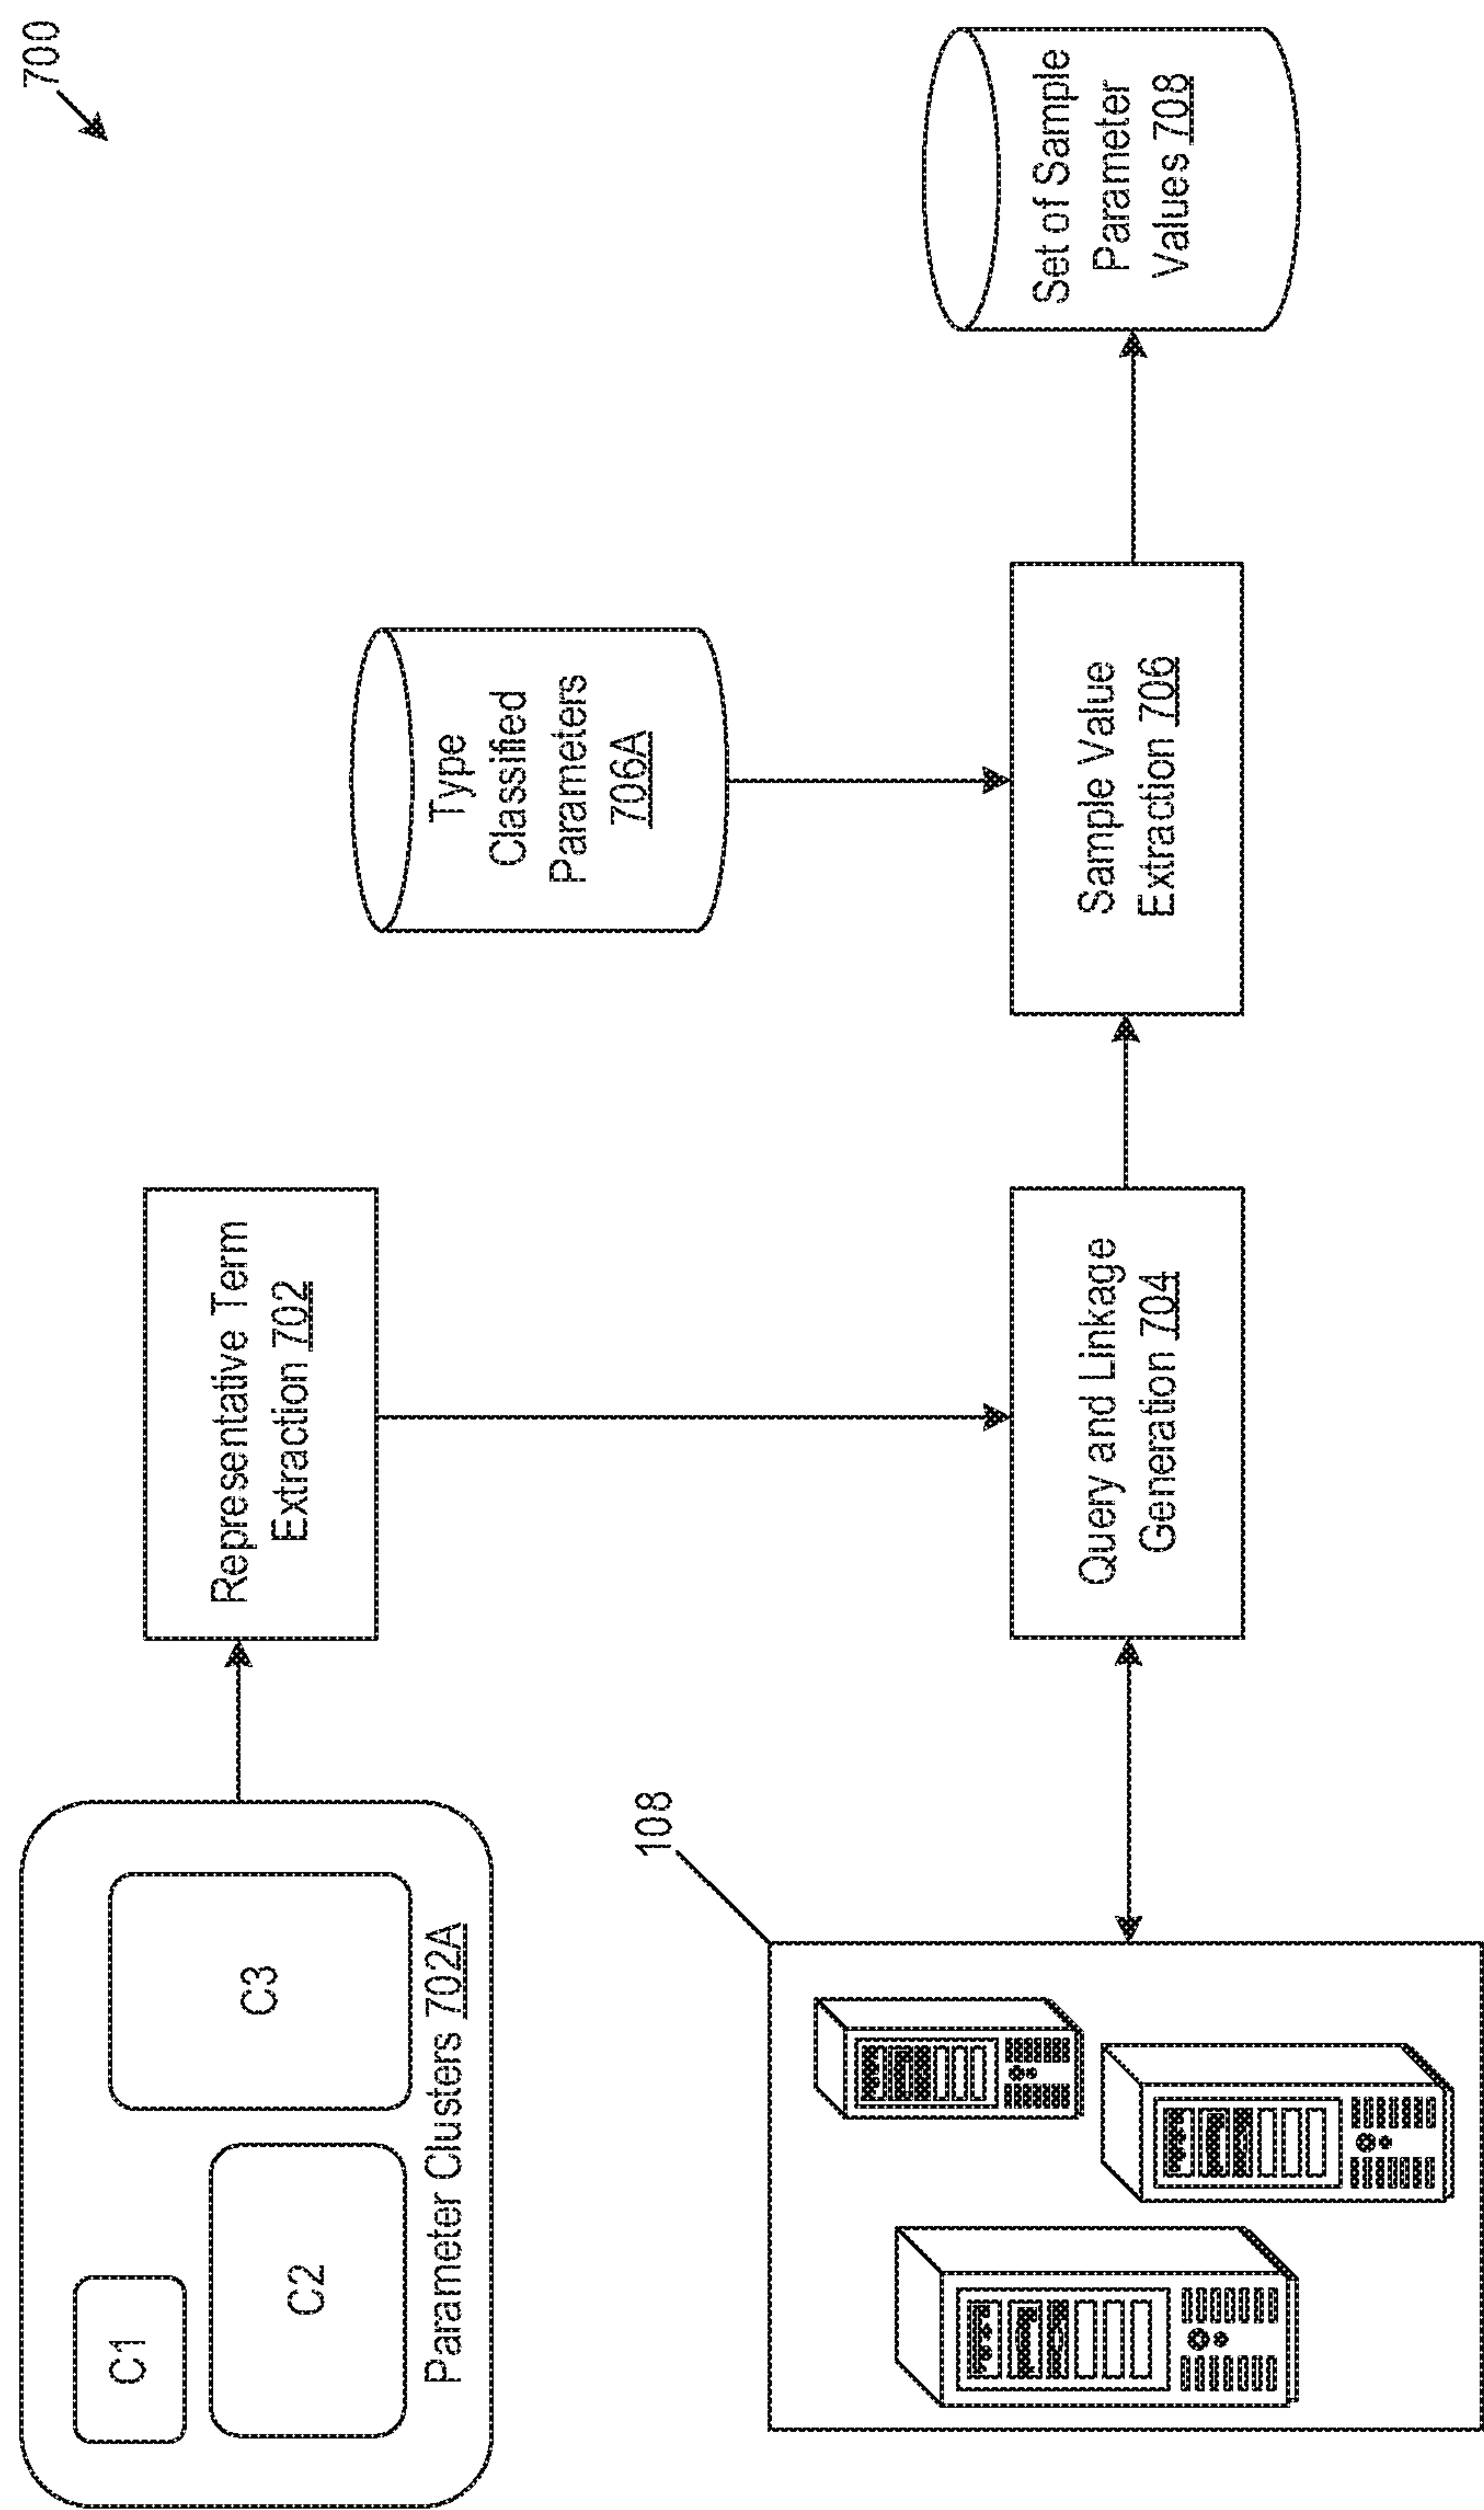 700
C1
C2
C3
Parameter Clusters 702A
Representative Term
Extraction 702
Type
Classified
Parameters
706A
108
Query and Linkage
Generation 704
Sample Value
Extraction 706
Set of Sample
Parameter
Values 708